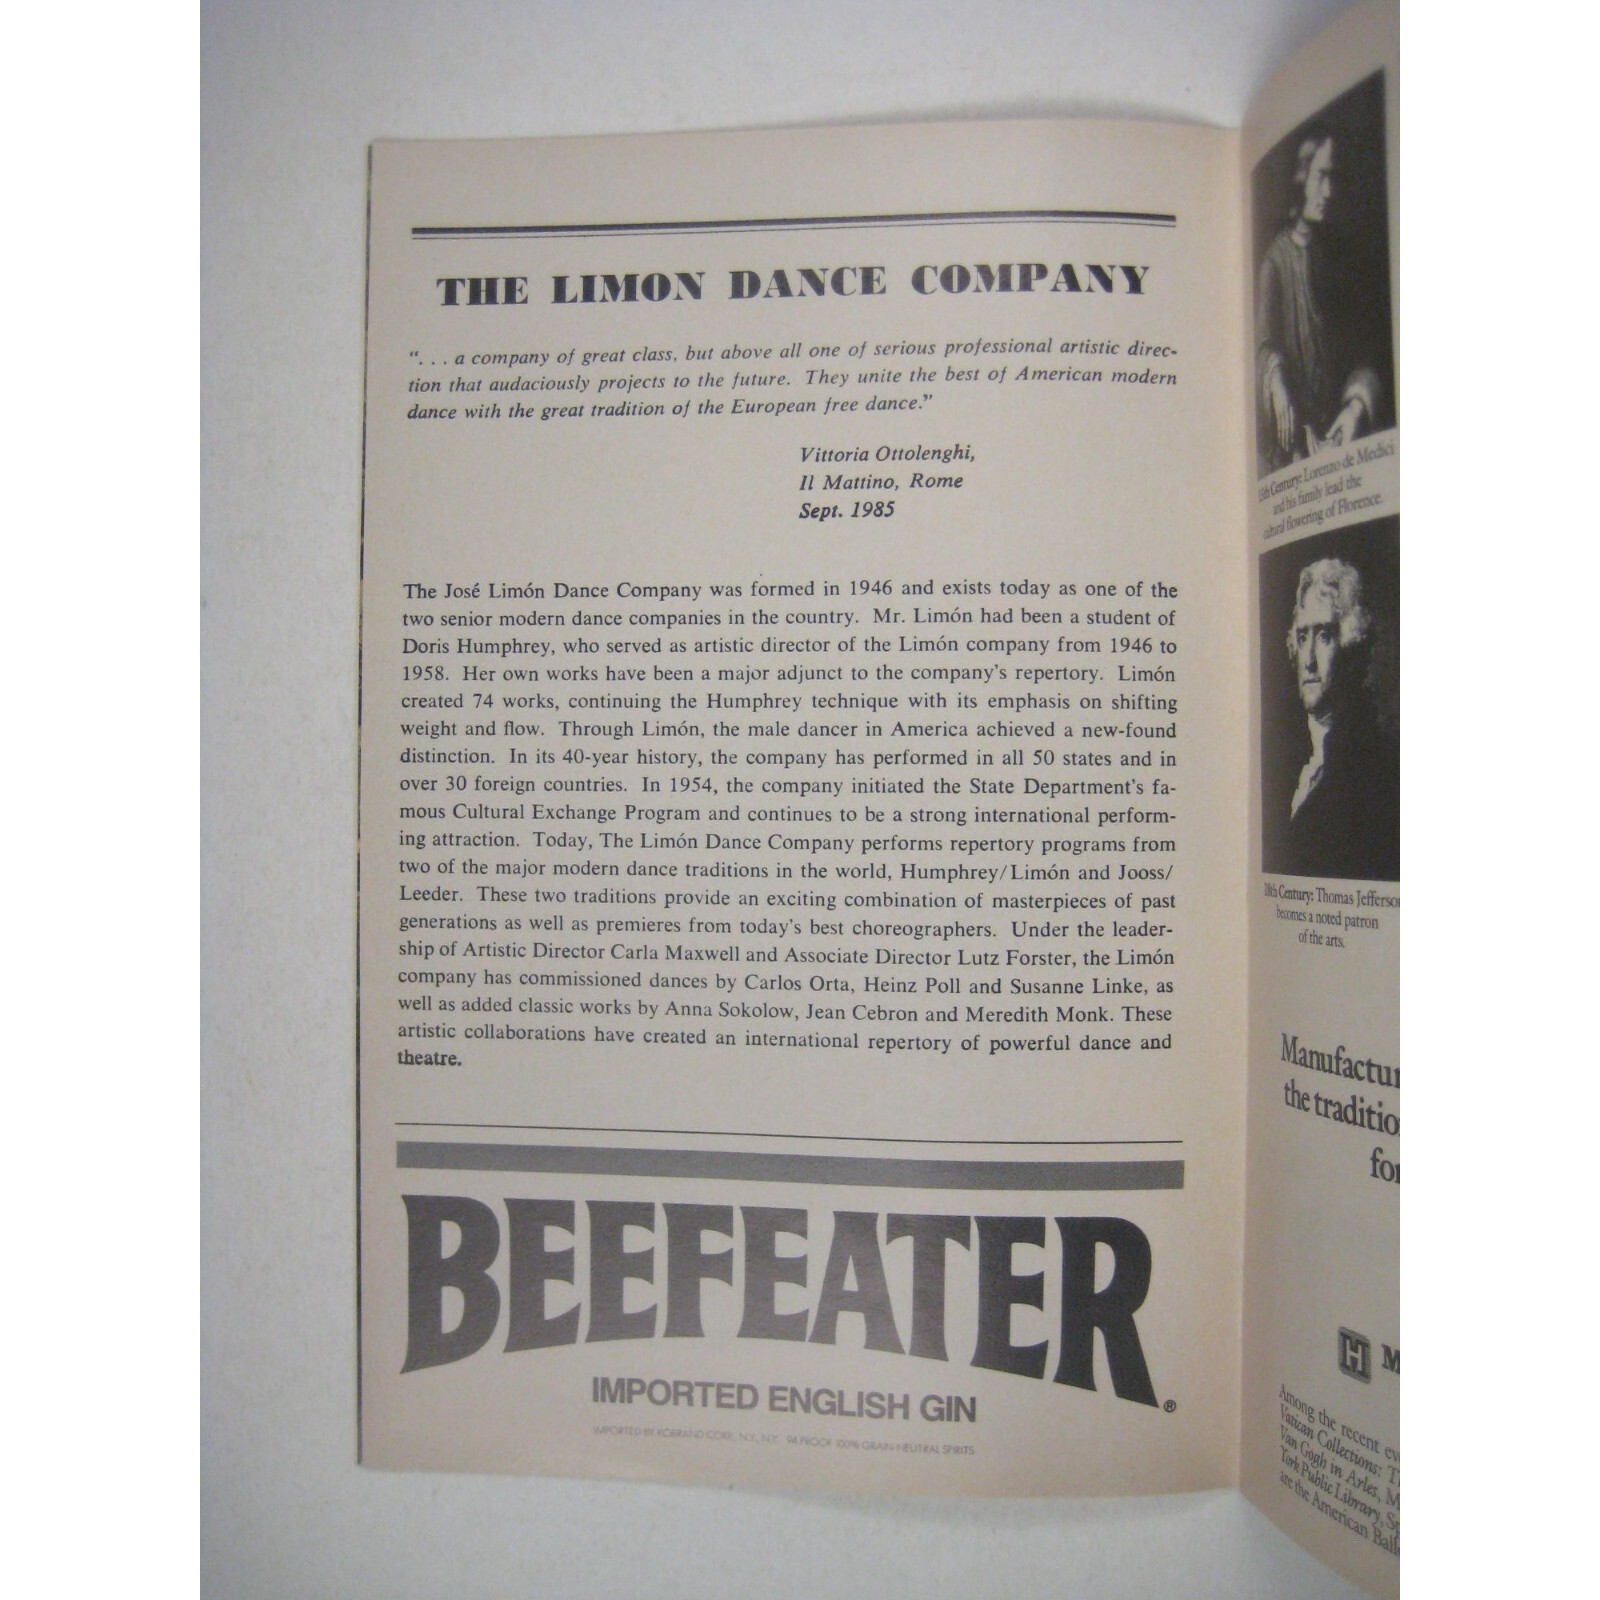 THE LIMON DANCE COMPANY
“. . . a company of great class, but above all one of serious professional artistic direc-
tion that audaciously projects to the future. They unite the best of American modern
dance with the great tradition of the European free dance.”
Vittoria Ottolenghi,
Il Mattino, Rome
Sept. 1985
The José Limón Dance Company was formed in 1946 and exists today as one of the
two senior modern dance companies in the country. Mr. Limón had been a student of
Doris Humphrey, who served as artistic director of the Limón company from 1946 to
1958. Her own works have been a major adjunct to the company's repertory. Limón
created 74 works, continuing the Humphrey technique with its emphasis on shifting
weight and flow. Through Limón, the male dancer in America achieved a new-found
distinction. In its 40-year history, the company has performed in all 50 states and in
over 30 foreign countries. In 1954, the company initiated the State Department's fa-
mous Cultural Exchange Program and continues to be a strong international perform-
ing attraction. Today, The Limón Dance Company performs repertory programs from
two of the major modern dance traditions in the world, Humphrey/Limón and Jooss/
Leeder. These two traditions provide an exciting combination of masterpieces of past
generations as well as premieres from today's best choreographers. Under the leader-
ship of Artistic Director Carla Maxwell and Associate Director Lutz Forster, the Limón
company has commissioned dances by Carlos Orta, Heinz Poll and Susanne Linke, as
well as added classic works by Anna Sokolow, Jean Cebron and Meredith Monk. These
artistic collaborations have created an international repertory of powerful dance and
theatre.
BEEFEATER®
IMPORTED ENGLISH GIN
IMPORTED BY KOBRAND CORP., N.Y., N.Y. 94 PROOF 100% GRAIN NEUTRAL SPIRITS
15th Century: Lorenzo de Medici
and his family lead the
cultural flowering of Florence.
18th Century: Thomas Jefferso
becomes a noted patron
of the arts.
Manufactu
the traditio
for
H M
Among the recent ev
Vatican Collections: T
Van Gogh in Arles, M
York Public Library, Sp
are the American Ball